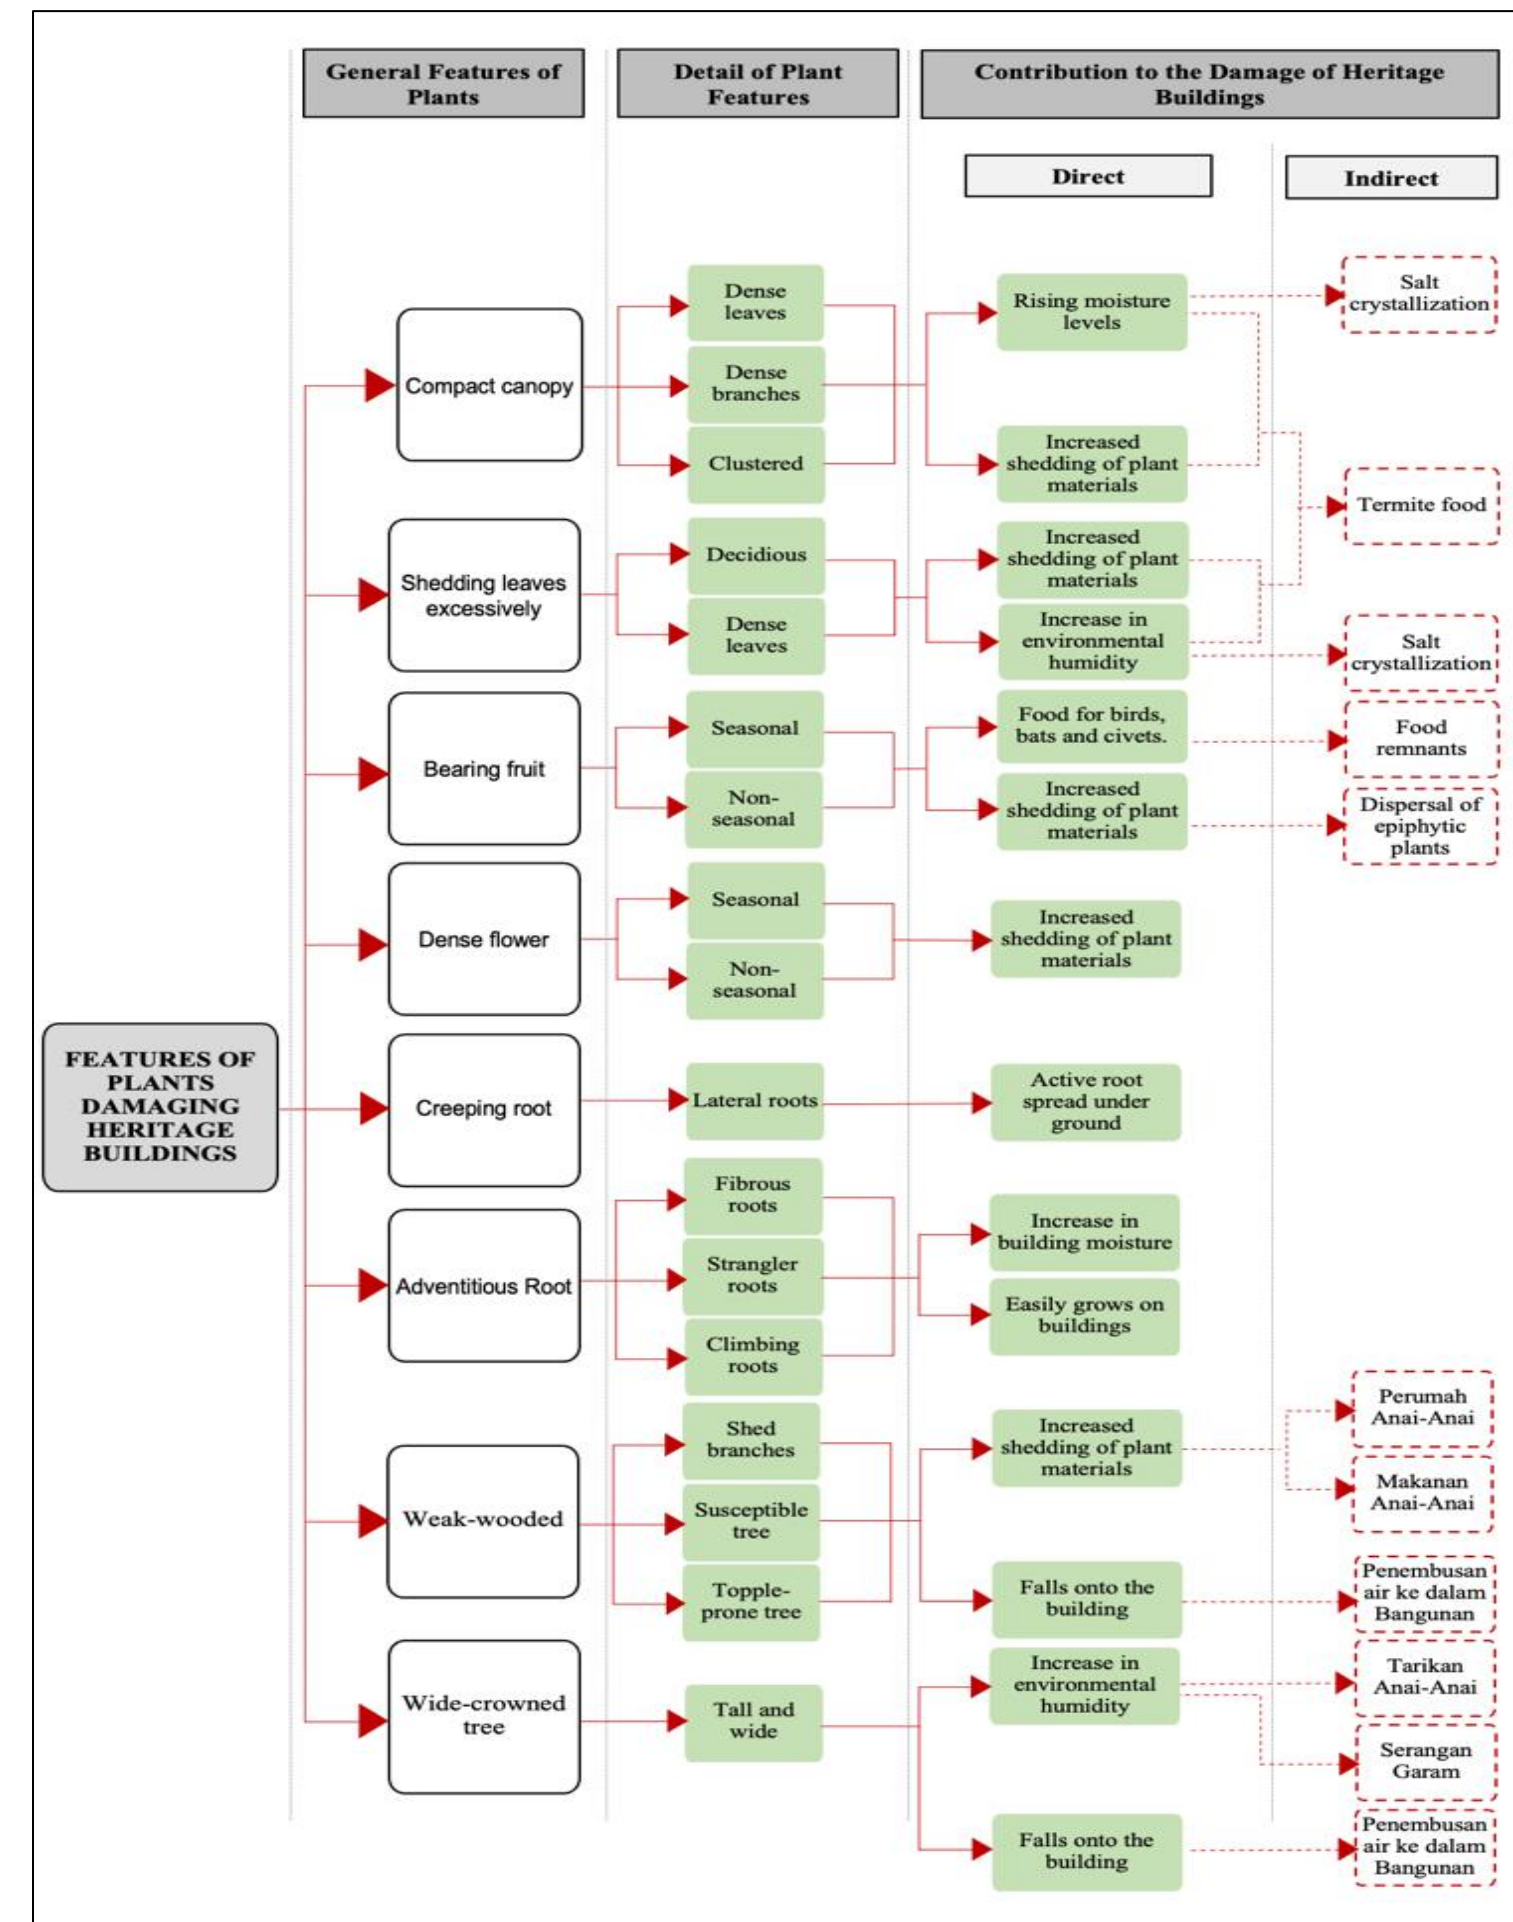 General Features of
Plants
Detail of Plant
Features
Contribution to the Damage of Heritage
Buildings
Direct
Indirect
FEATURES OF
PLANTS
DAMAGING
HERITAGE
BUILDINGS
Compact canopy
Dense
leaves
Dense
branches
Clustered
Rising moisture
levels
Increased
shedding of plant
materials
Salt
crystallization
Termite food
Shedding leaves
excessively
Decidious
Dense
leaves
Increased
shedding of plant
materials
Increase in
environmental
humidity
Salt
crystallization
Bearing fruit
Seasonal
Non-
seasonal
Food for birds,
bats and civets.
Increased
shedding of plant
materials
Food
remnants
Dispersal of
epiphytic
plants
Dense flower
Seasonal
Non-
seasonal
Increased
shedding of plant
materials
Creeping root
Lateral roots
Active root
spread under
ground
Adventitious Root
Fibrous
roots
Strangler
roots
Climbing
roots
Increase in
building moisture
Easily grows on
buildings
Weak-wooded
Shed
branches
Susceptible
tree
Topple-
prone tree
Increased
shedding of plant
materials
Falls onto the
building
Perumah
Anai-Anai
Makanan
Anai-Anai
Penembusan
air ke dalam
Bangunan
Wide-crowned
tree
Tall and
wide
Increase in
environmental
humidity
Falls onto the
building
Tarikan
Anai-Anai
Serangan
Garam
Penembusan
air ke dalam
Bangunan